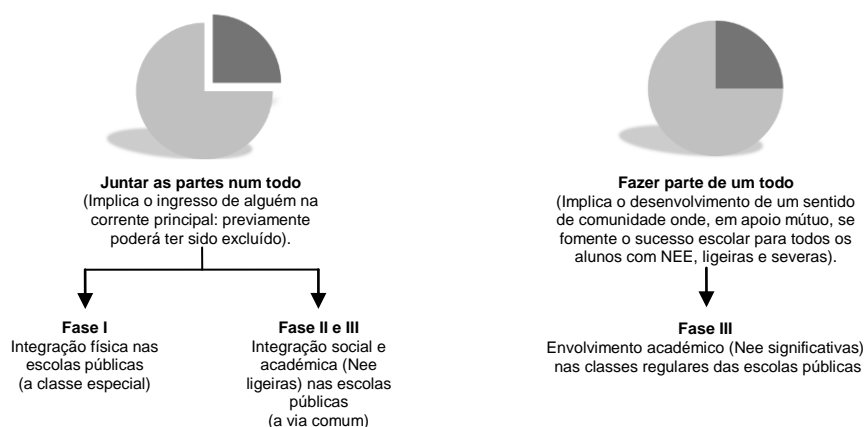 Juntar as partes num todo
(Implica o ingresso de alguém na
corrente principal: previamente
poderá ter sido excluído).
Fase I
Integração física nas
escolas públicas
(a classe especial)
Fase II e III
Integração social e
académica (Nee
ligeiras) nas escolas
públicas
(a via comum)
Fazer parte de um todo
(Implica o desenvolvimento de um sentido
de comunidade onde, em apoio mútuo, se
fomente o sucesso escolar para todos os
alunos com NEE, ligeiras e severas).
Fase III
Envolvimento académico (Nee significativas)
nas classes regulares das escolas públicas